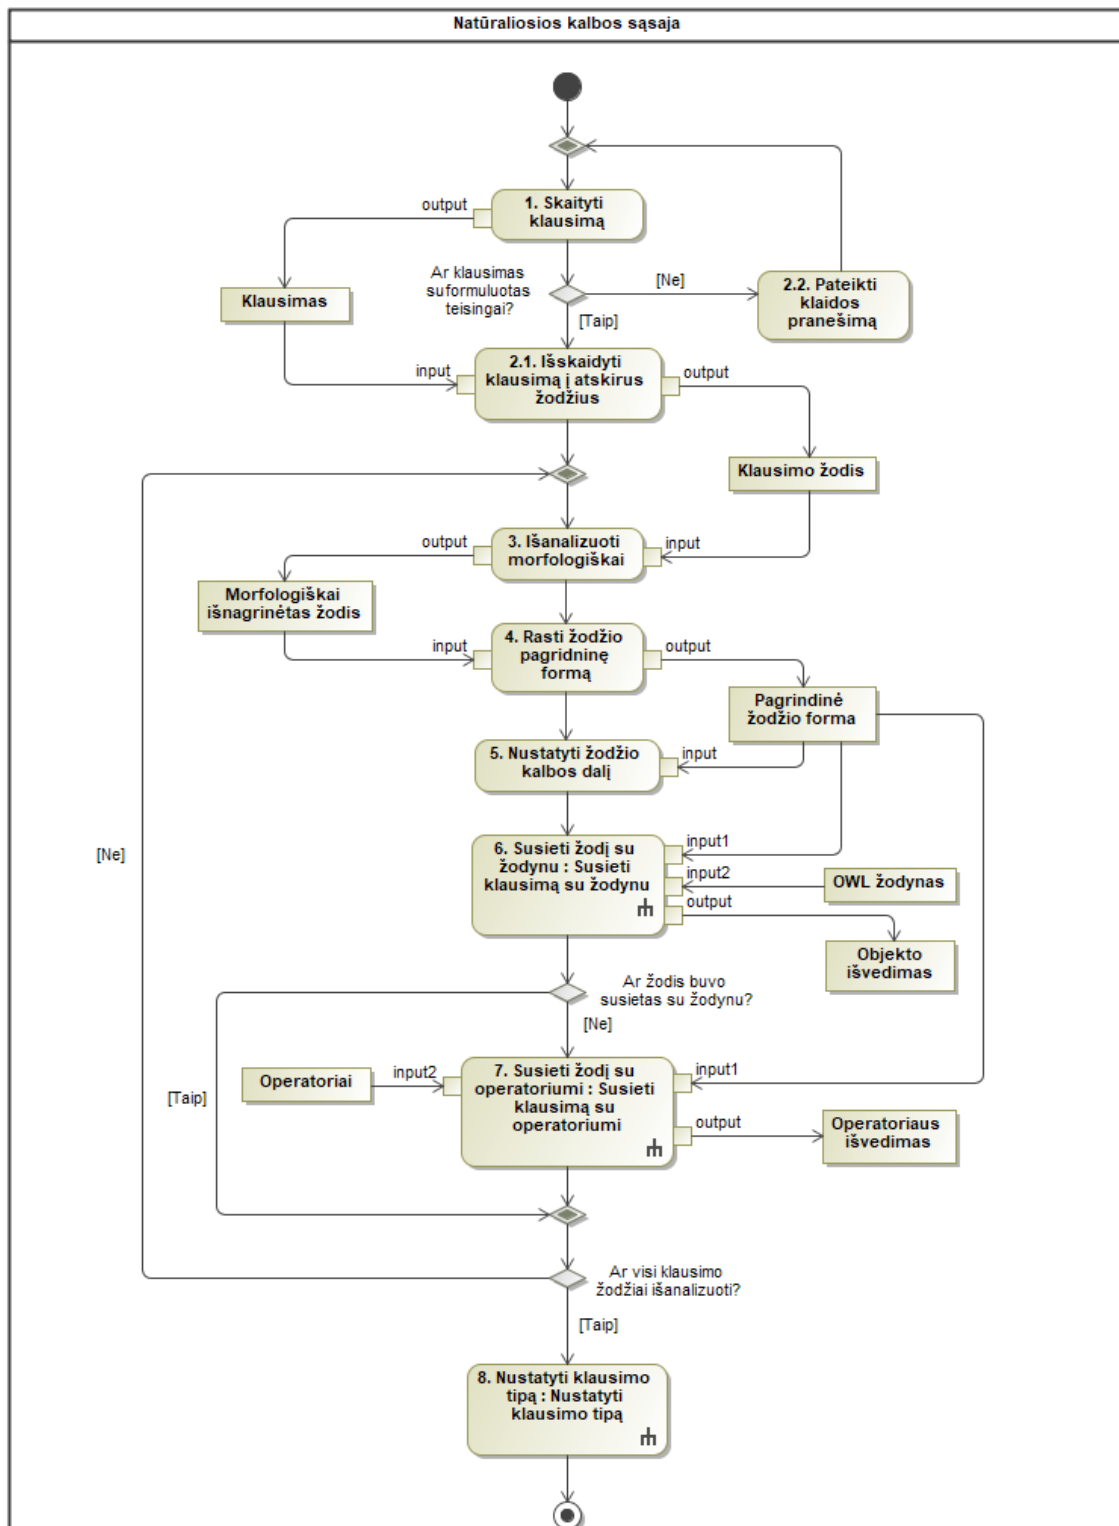 Natūraliosios kalbos sąsaja
1. Skaityti
klausimą
output
Klausimas
Ar klausimas
suformuluotas
teisingai?
[Ne]
2.2. Pateikti
klaidos
pranešimą
[Taip]
input
2.1. Išskaidyti
klausimą į atskirus
žodžius
output
Klausimo žodis
output
3. Išanalizuoti
morfologiškai
input
Morfologiškai
išnagrinėtas žodis
input
4. Rasti žodžio
pagridninę
formą
output
Pagrindinė
žodžio forma
5. Nustatyti žodžio
kalbos dalį
input
[Ne]
6. Susieti žodį su
žodynu : Susieti
klausimą su žodynu
input1
input2
OWL žodynas
output
Objekto
išvedimas
Ar žodis buvo
susietas su žodynu?
[Ne]
[Taip]
Operatoriai
input2
7. Susieti žodį su
operatoriumi : Susieti
klausimą su
operatoriumi
input1
output
Operatoriaus
išvedimas
Ar visi klausimo
žodžiai išanalizuoti?
[Taip]
8. Nustatyti klausimo
tipą : Nustatyti
klausimo tipą